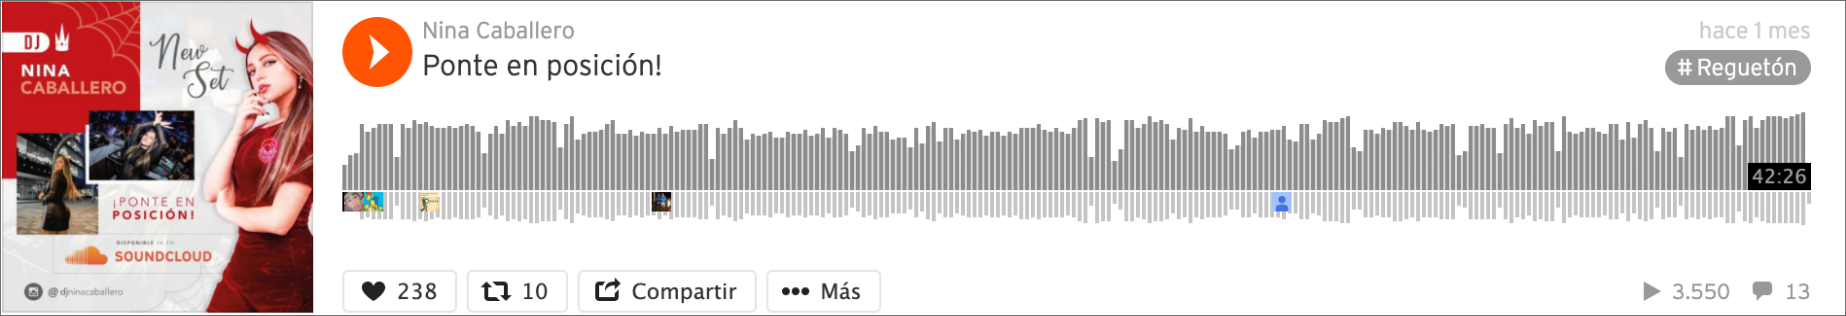 DJ
NINA
CABALLERO
New
Set
¡PONTE EN
POSICIÓN!
DISPONIBLE YA EN
SOUNDCLOUD
@djninacaballero
Nina Caballero
Ponte en posición!
hace 1 mes
# Reguetón
42:26
238
10
Compartir
Más
3.550
13